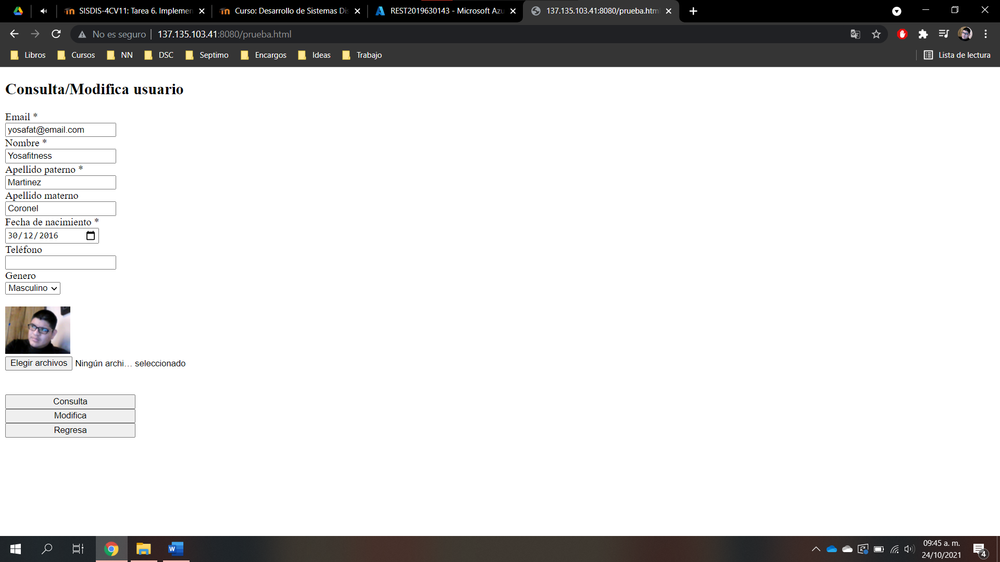 SISDIS-4CV11: Tarea 6. Implemen
Curso: Desarrollo de Sistemas Dis
REST2019630143 - Microsoft Azu
137.135.103.41:8080/prueba.html
No es seguro
137.135.103.41:8080/prueba.html
Libros
Cursos
NN
DSC
Septimo
Encargos
Ideas
Trabajo
Lista de lectura
Consulta/Modifica usuario
Email *
yosafat@email.com
Nombre *
Yosafitness
Apellido paterno *
Martinez
Apellido materno
Coronel
Fecha de nacimiento *
30/12/2016
Teléfono
Genero
Masculino
Elegir archivos Ningún archi… seleccionado
Consulta
Modifica
Regresa
09:45 a. m.
24/10/2021
4